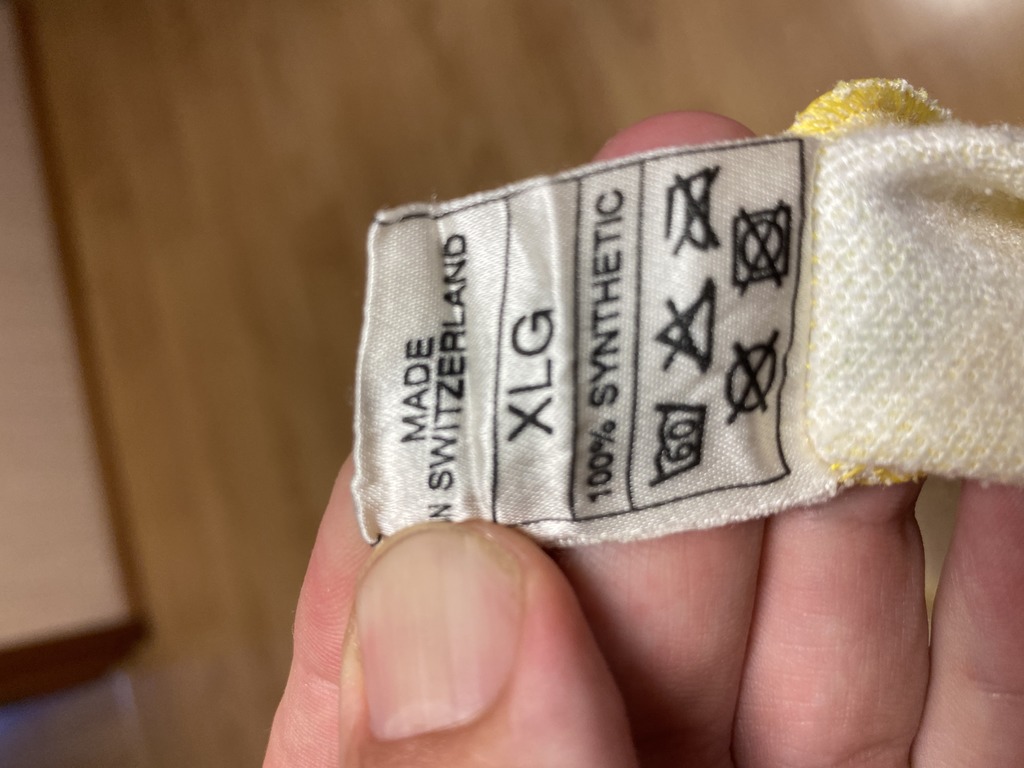 MADE
IN SWITZERLAND
XLG
100% SYNTHETIC
60